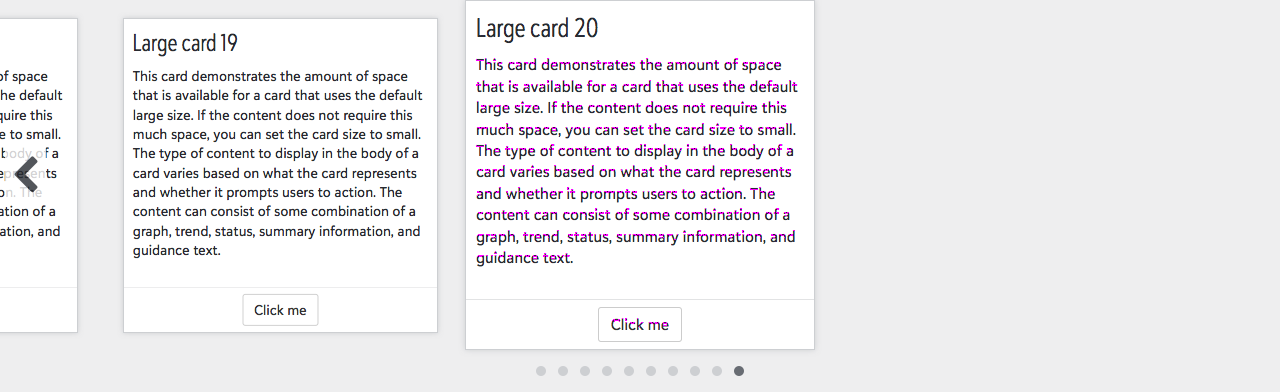 of space
he default
quire this
e to small.
body of a
epresents
on. The
ation of a
ation, and
Large card 19
This card demonstrates the amount of space
that is available for a card that uses the default
large size. If the content does not require this
much space, you can set the card size to small.
The type of content to display in the body of a
card varies based on what the card represents
and whether it prompts users to action. The
content can consist of some combination of a
graph, trend, status, summary information, and
guidance text.
Click me
Large card 20
This card demonstrates the amount of space
that is available for a card that uses the default
large size. If the content does not require this
much space, you can set the card size to small.
The type of content to display in the body of a
card varies based on what the card represents
and whether it prompts users to action. The
content can consist of some combination of a
graph, trend, status, summary information, and
guidance text.
Click me